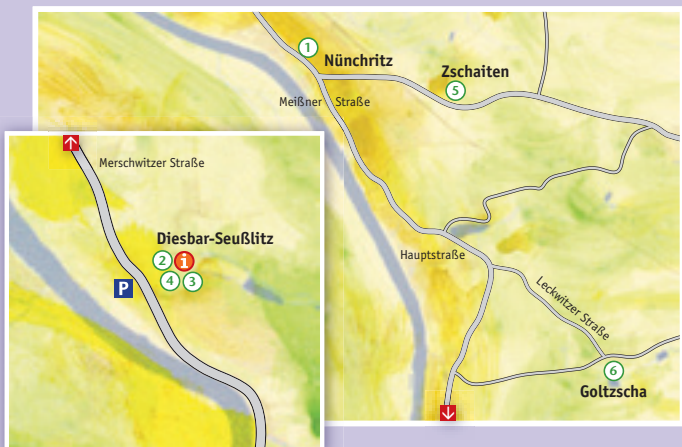 1
Nünchritz
Zschaiten
5
Meißner Straße
Merschwitzer Straße
Diesbar-Seußlitz
2 i
4 3
P
Hauptstraße
Leckwitzer Straße
6
Goltzscha